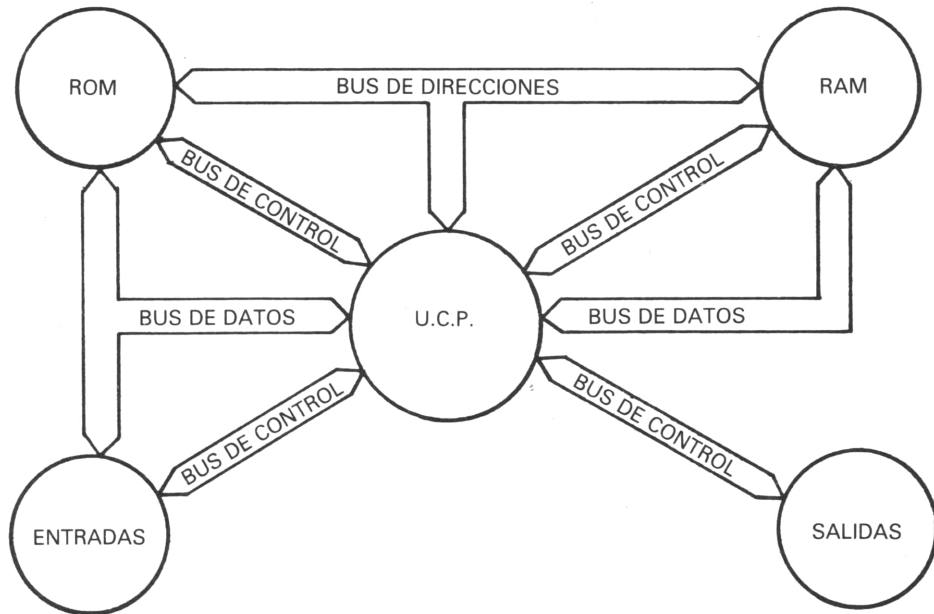 ROM
BUS DE DIRECCIONES
RAM
BUS DE CONTROL
BUS DE CONTROL
BUS DE DATOS
U.C.P.
BUS DE DATOS
BUS DE CONTROL
BUS DE CONTROL
ENTRADAS
SALIDAS